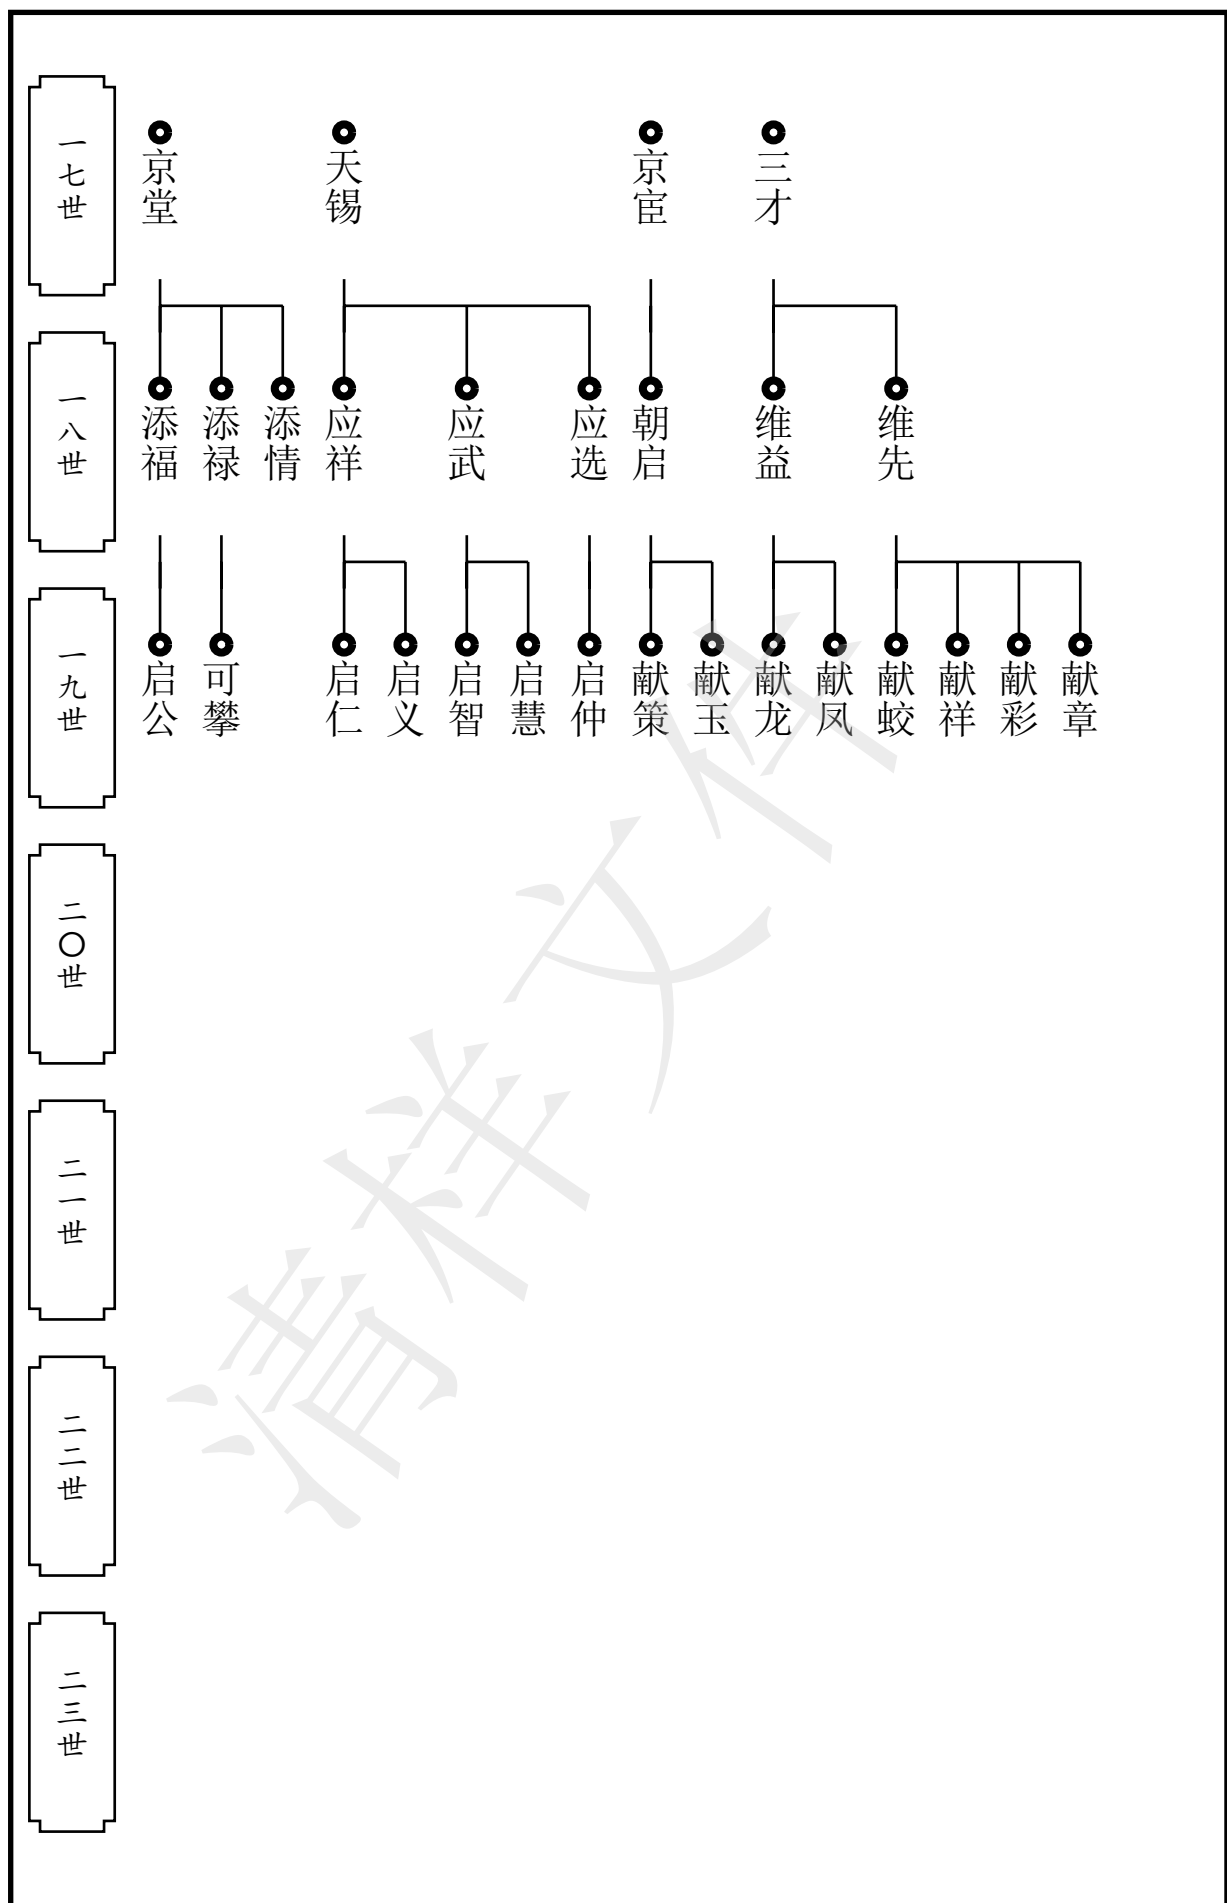 一七世
京堂
天锡
京宦
三才
一八世
添福
添禄
添情
应祥
应武
应选
朝启
维益
维先
一九世
启公
可攀
启仁
启义
启智
启慧
启仲
献策
献玉
献龙
献凤
献蛟
献祥
献彩
献章
二〇世
二一世
二二世
二三世
清样文件